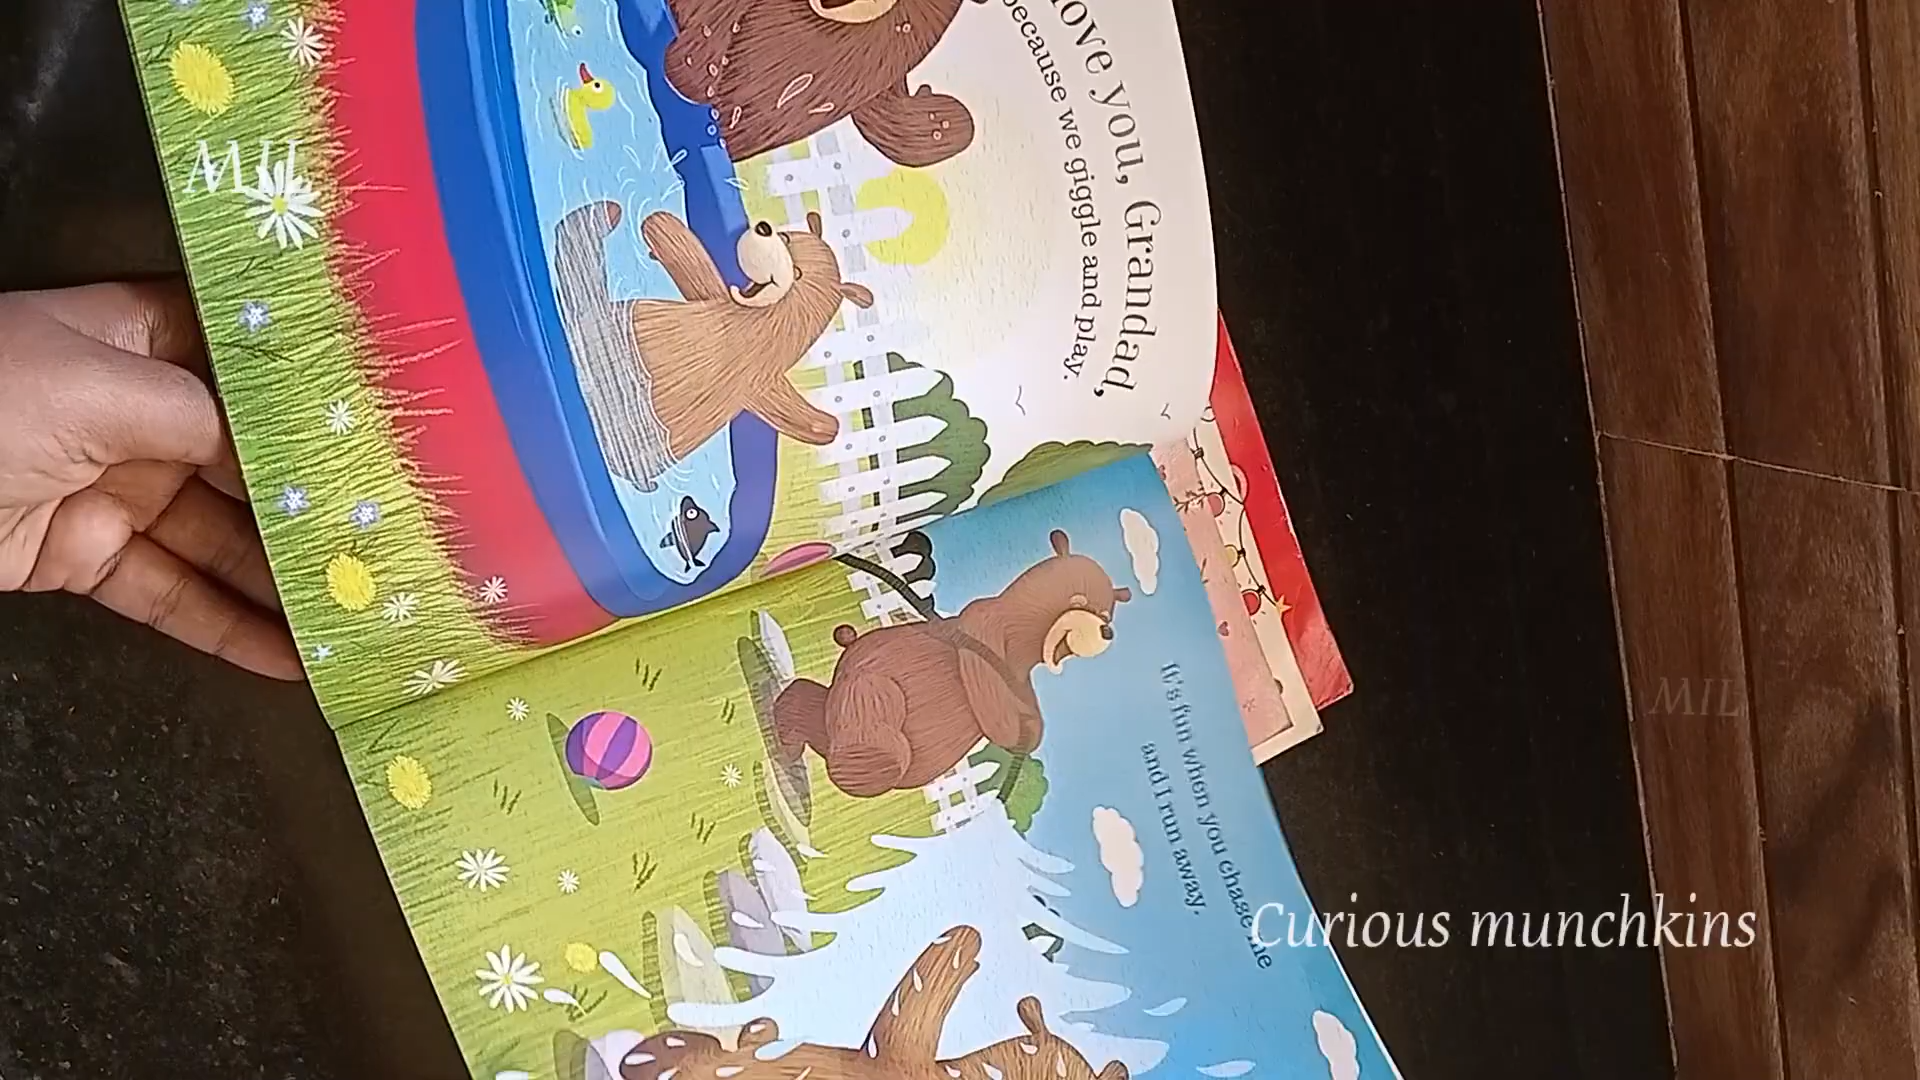 love you, Grandad,
because we giggle and play.
It's fun when you chase me
and I run away.
MIL
MIL
Curious munchkins